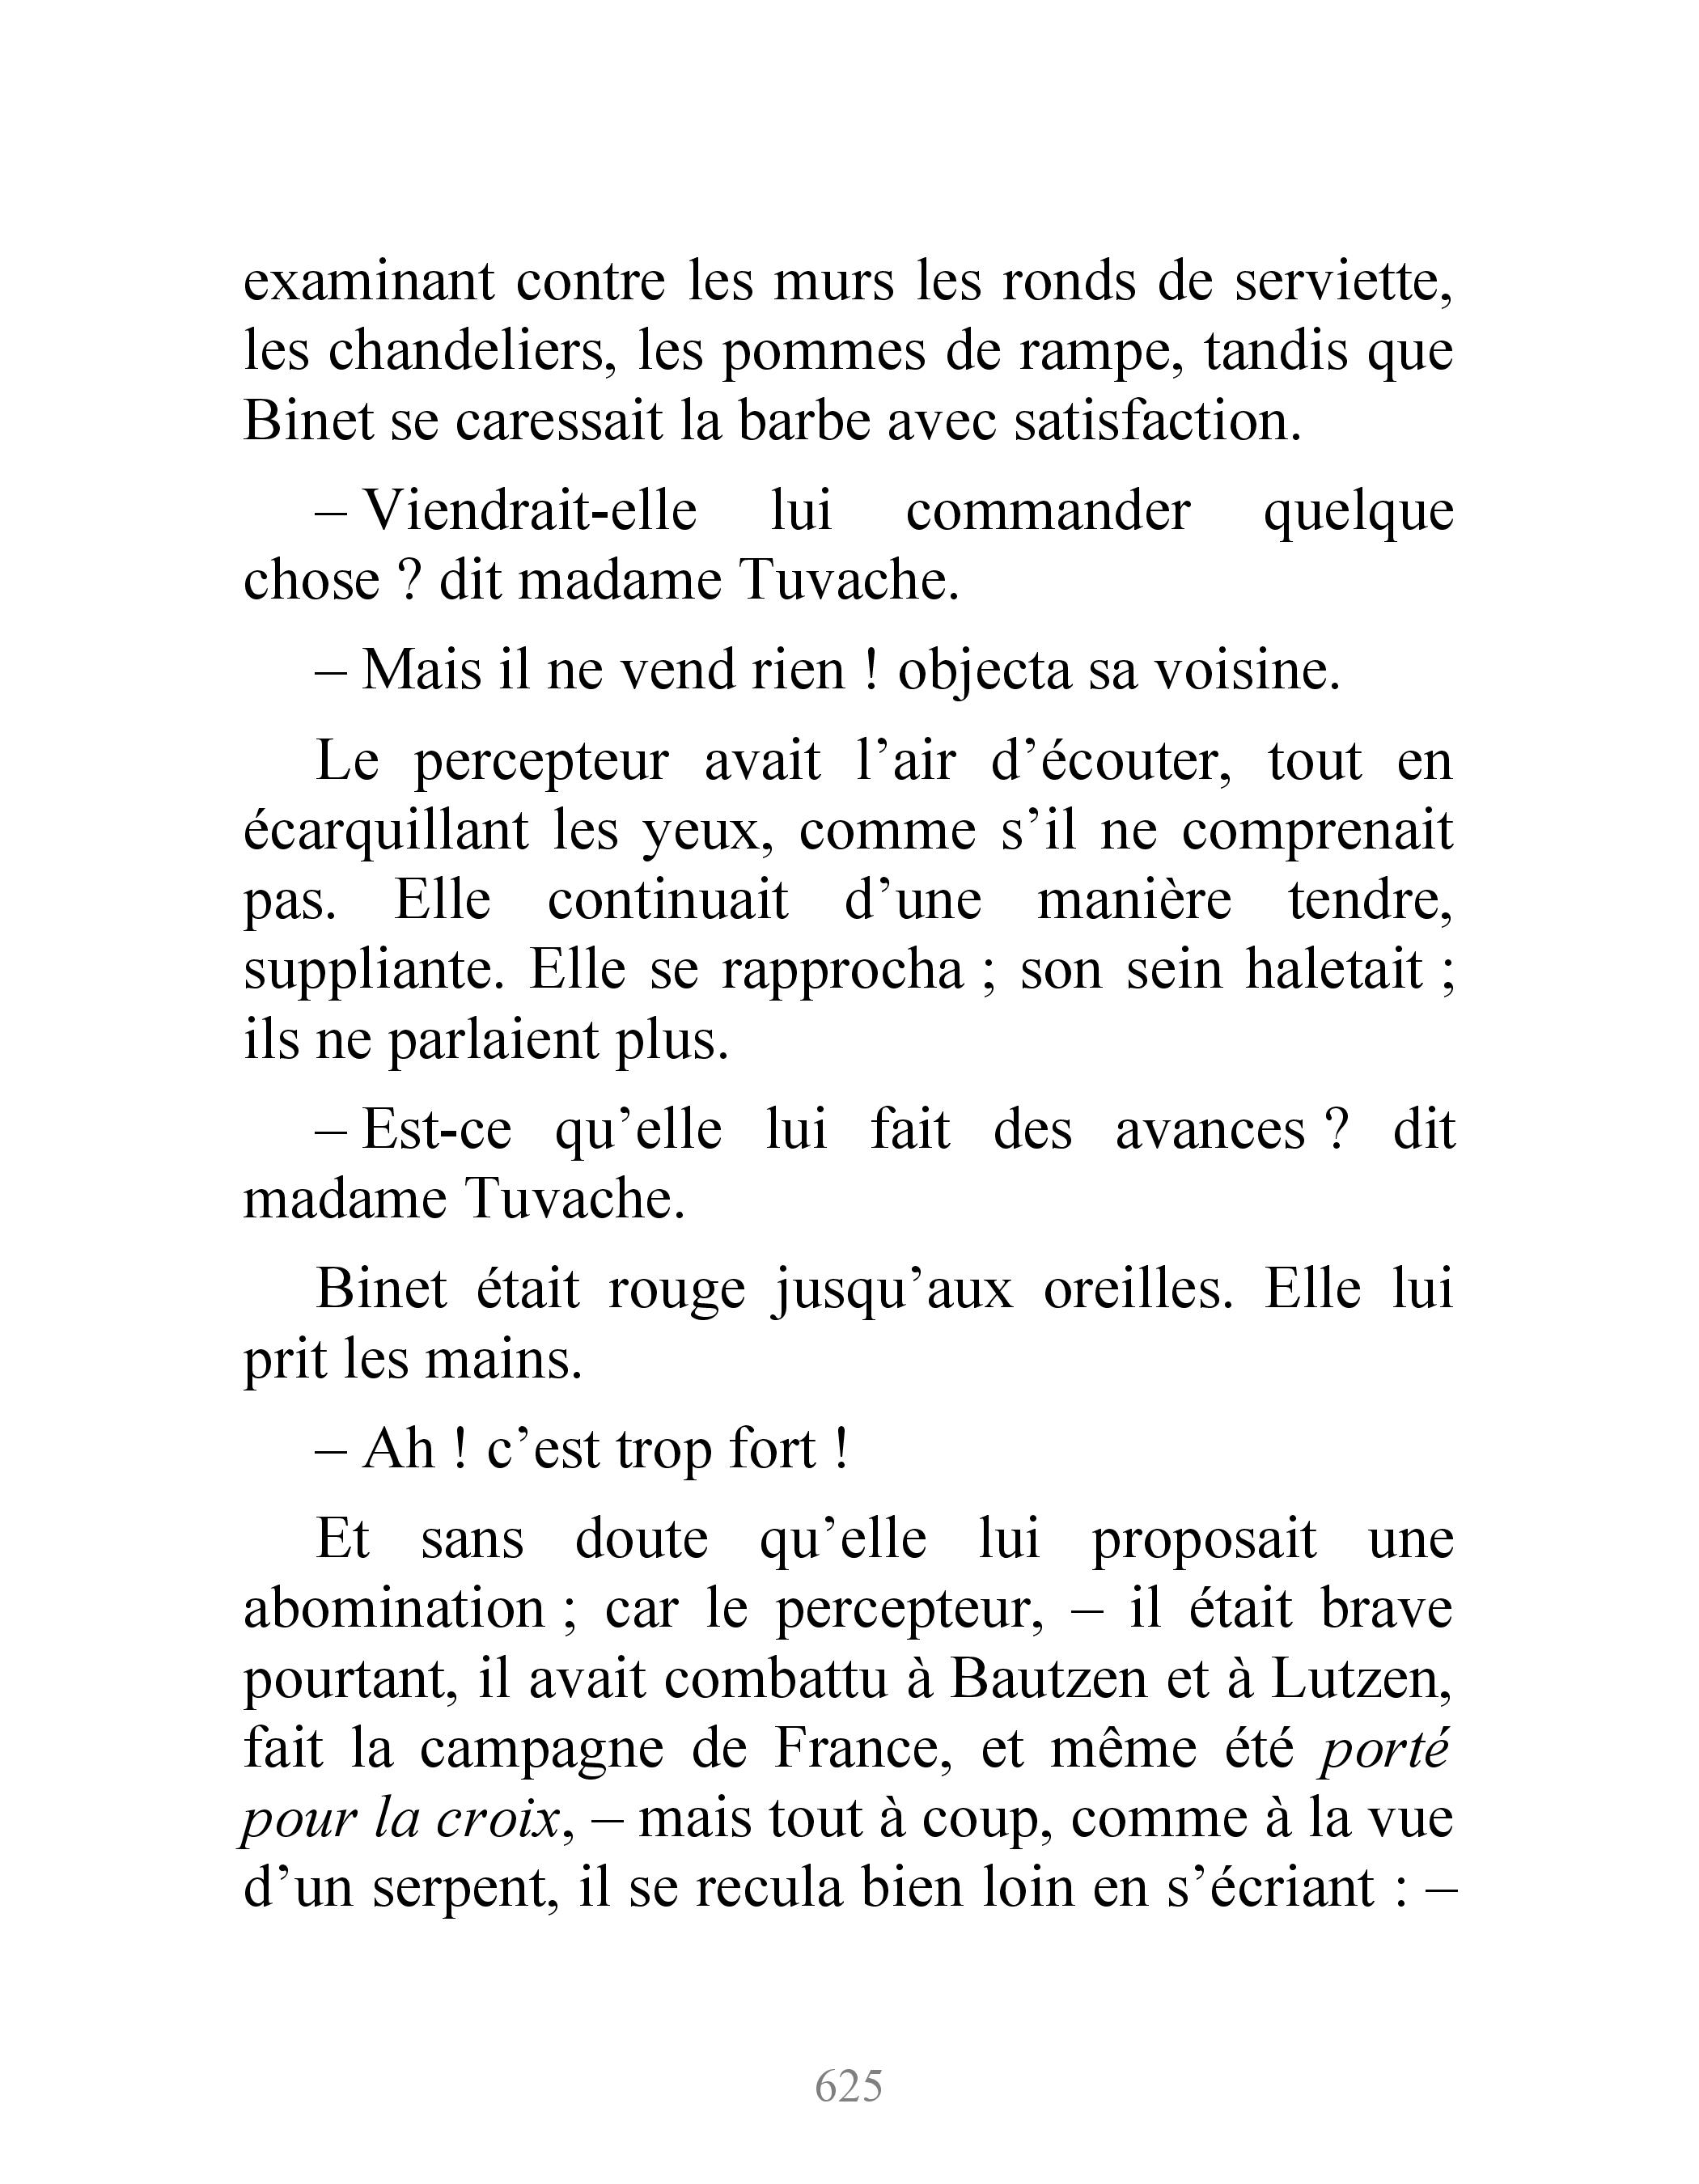 examinant contre les murs les ronds de serviette,
les chandeliers, les pommes de rampe, tandis que
Binet se caressait la barbe avec satisfaction.
– Viendrait-elle lui commander quelque
chose ? dit madame Tuvache.
– Mais il ne vend rien ! objecta sa voisine.
Le percepteur avait l’air d’écouter, tout en
écarquillant les yeux, comme s’il ne comprenait
pas. Elle continuait d’une manière tendre,
suppliante. Elle se rapprocha ; son sein haletait ;
ils ne parlaient plus.
– Est-ce qu’elle lui fait des avances ? dit
madame Tuvache.
Binet était rouge jusqu’aux oreilles. Elle lui
prit les mains.
– Ah ! c’est trop fort !
Et sans doute qu’elle lui proposait une
abomination ; car le percepteur, – il était brave
pourtant, il avait combattu à Bautzen et à Lutzen,
fait la campagne de France, et même été porté
pour la croix, – mais tout à coup, comme à la vue
d’un serpent, il se recula bien loin en s’écriant : –
625